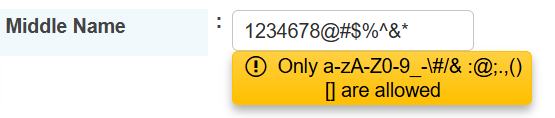 Middle Name : 1234678@#$%^&*
Only a-zA-Z0-9_-\#/& :@;.,()
[] are allowed